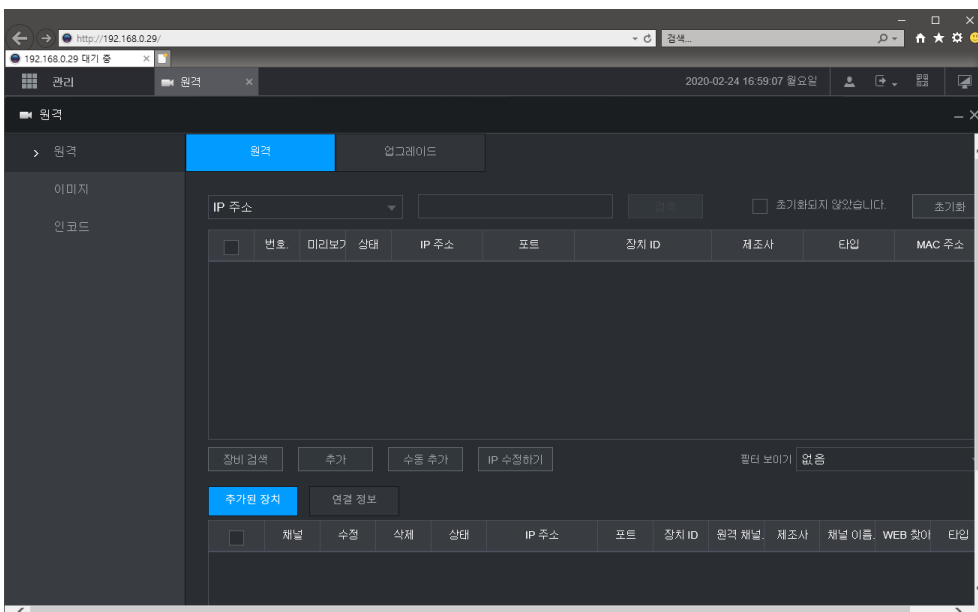 http://192.168.0.29/
검색...
192.168.0.29 대기 중
관리
원격
2020-02-24 16:59:07 월요일
원격
원격
이미지
인코드
원격
업그레이드
IP 주소
검색
초기화되지 않았습니다.
초기화
번호.
미리보기
상태
IP 주소
포트
장치 ID
제조사
타입
MAC 주소
장비 검색
추가
수동 추가
IP 수정하기
필터 보이기
없음
추가된 장치
연결 정보
채널
수정
삭제
상태
IP 주소
포트
장치 ID
원격 채널.
제조사
채널 이름.
WEB 찾아
타입